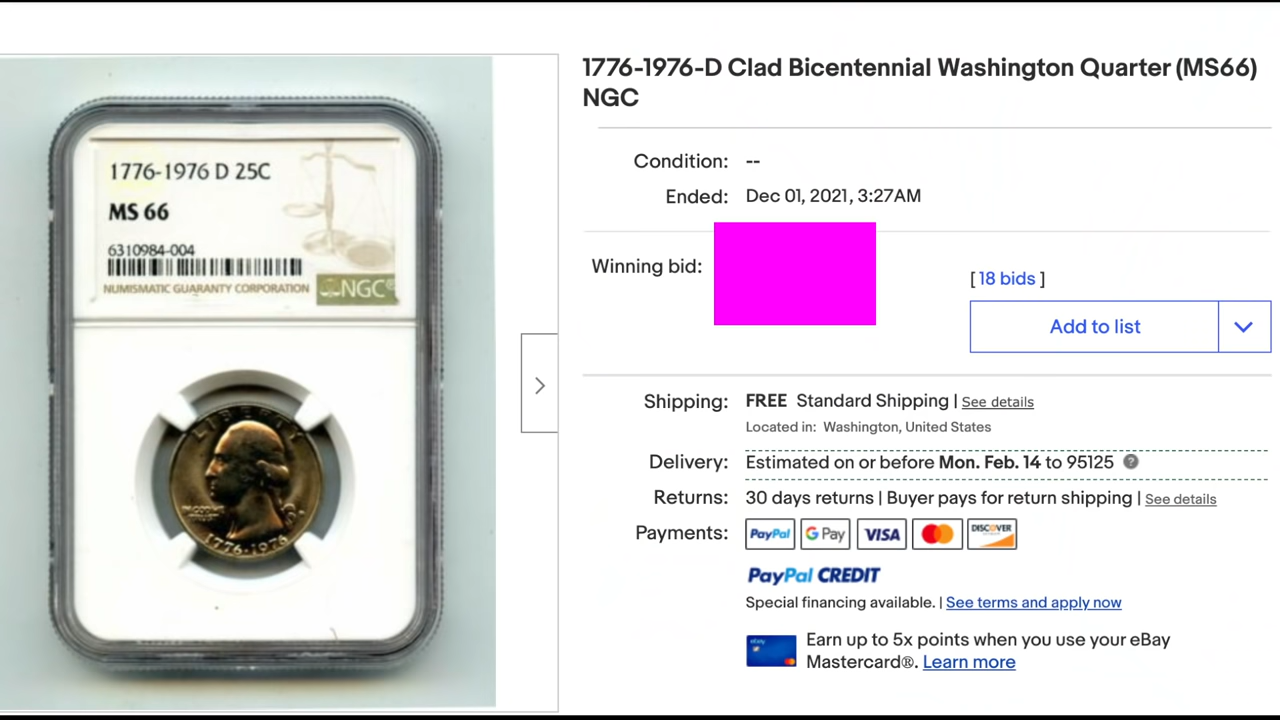 1776-1976 D 25C
MS 66
6310984-004
NUMISMATIC GUARANTY CORPORATION
NGC®
LIBERTY
1776-1976
1776-1976-D Clad Bicentennial Washington Quarter (MS66)
NGC
Condition: --
Ended: Dec 01, 2021, 3:27AM
Winning bid:
[ 18 bids ]
Add to list
Shipping: FREE Standard Shipping | See details
Located in: Washington, United States
Delivery: Estimated on or before Mon. Feb. 14 to 95125 ?
Returns: 30 days returns | Buyer pays for return shipping | See details
Payments: PayPal G Pay VISA DISCOVER
PayPal CREDIT
Special financing available. | See terms and apply now
Earn up to 5x points when you use your eBay
Mastercard®. Learn more